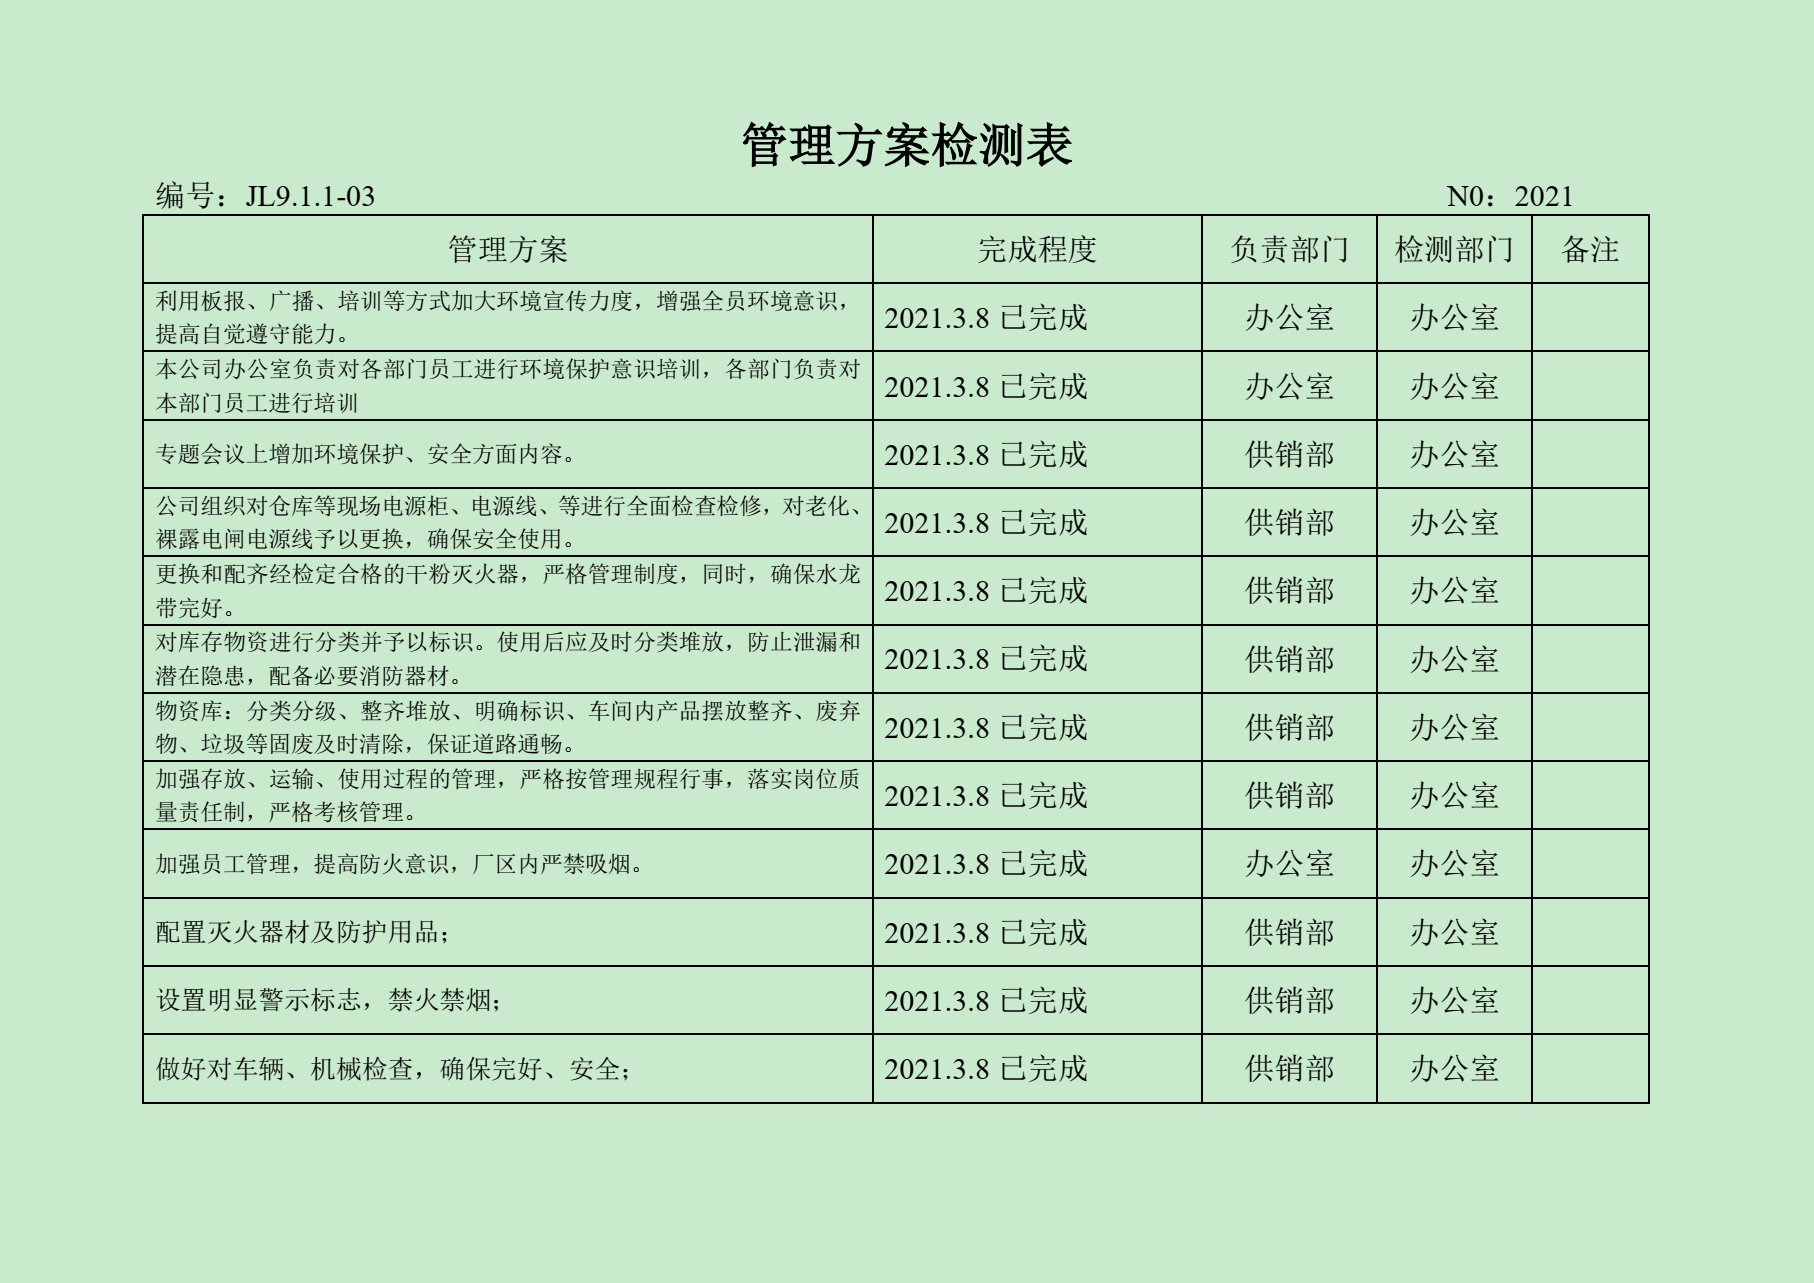 管理方案检测表
编号：JL9.1.1-03 N0：2021
管理方案 完成程度 负责部门 检测部门 备注
利用板报、广播、培训等方式加大环境宣传力度，增强全员环境意识，
提高自觉遵守能力。
2021.3.8 已完成 办公室 办公室
本公司办公室负责对各部门员工进行环境保护意识培训，各部门负责对
本部门员工进行培训
2021.3.8 已完成 办公室 办公室
专题会议上增加环境保护、安全方面内容。 2021.3.8 已完成 供销部 办公室
公司组织对仓库等现场电源柜、电源线、等进行全面检查检修，对老化、
裸露电闸电源线予以更换，确保安全使用。
2021.3.8 已完成 供销部 办公室
更换和配齐经检定合格的干粉灭火器，严格管理制度，同时，确保水龙
带完好。
2021.3.8 已完成 供销部 办公室
对库存物资进行分类并予以标识。使用后应及时分类堆放，防止泄漏和
潜在隐患，配备必要消防器材。
2021.3.8 已完成 供销部 办公室
物资库：分类分级、整齐堆放、明确标识、车间内产品摆放整齐、废弃
物、垃圾等固废及时清除，保证道路通畅。
2021.3.8 已完成 供销部 办公室
加强存放、运输、使用过程的管理，严格按管理规程行事，落实岗位质
量责任制，严格考核管理。
2021.3.8 已完成 供销部 办公室
加强员工管理，提高防火意识，厂区内严禁吸烟。 2021.3.8 已完成 办公室 办公室
配置灭火器材及防护用品； 2021.3.8 已完成 供销部 办公室
设置明显警示标志，禁火禁烟； 2021.3.8 已完成 供销部 办公室
做好对车辆、机械检查，确保完好、安全； 2021.3.8 已完成 供销部 办公室